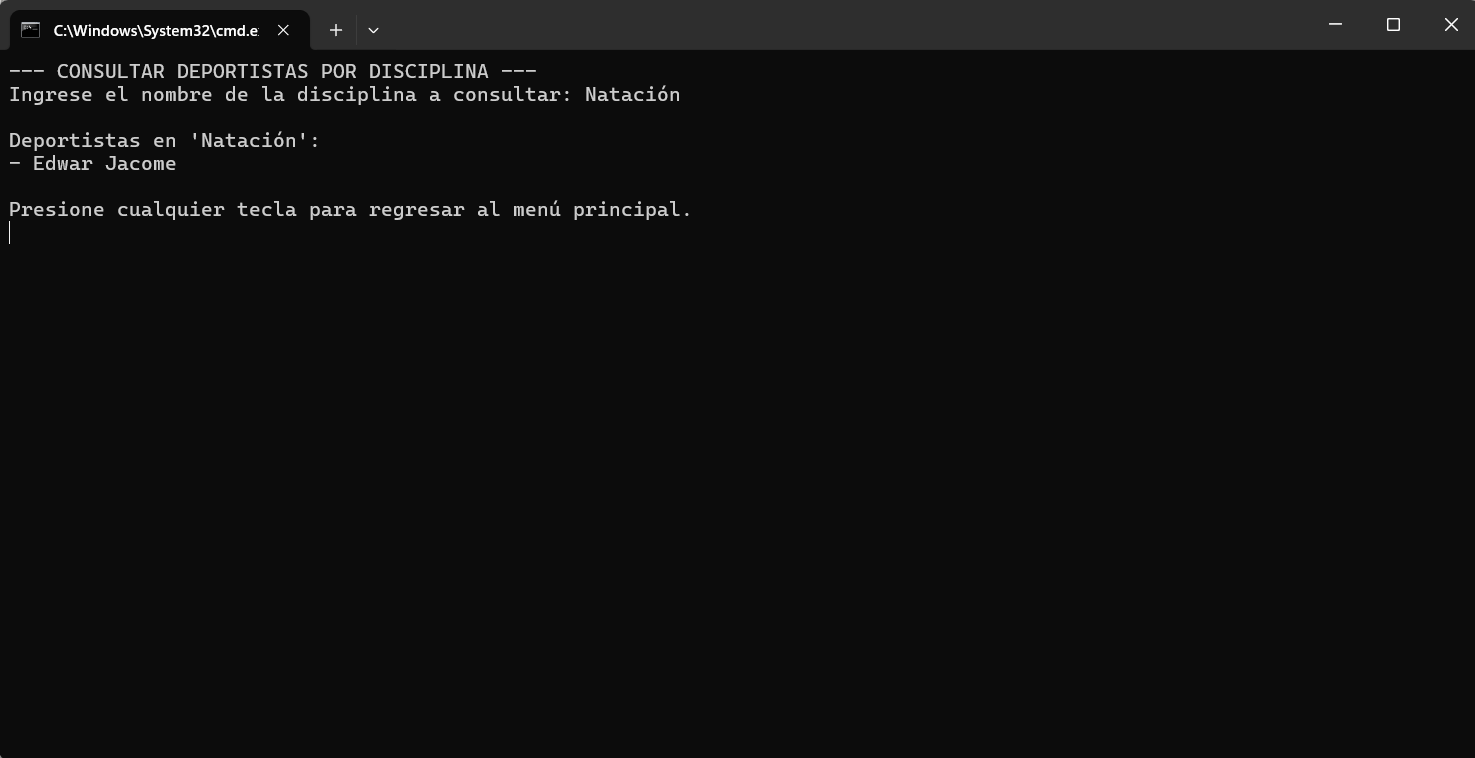 C:\Windows\System32\cmd.e
--- CONSULTAR DEPORTISTAS POR DISCIPLINA ---
Ingrese el nombre de la disciplina a consultar: Natación
Deportistas en 'Natación':
- Edwar Jacome
Presione cualquier tecla para regresar al menú principal.